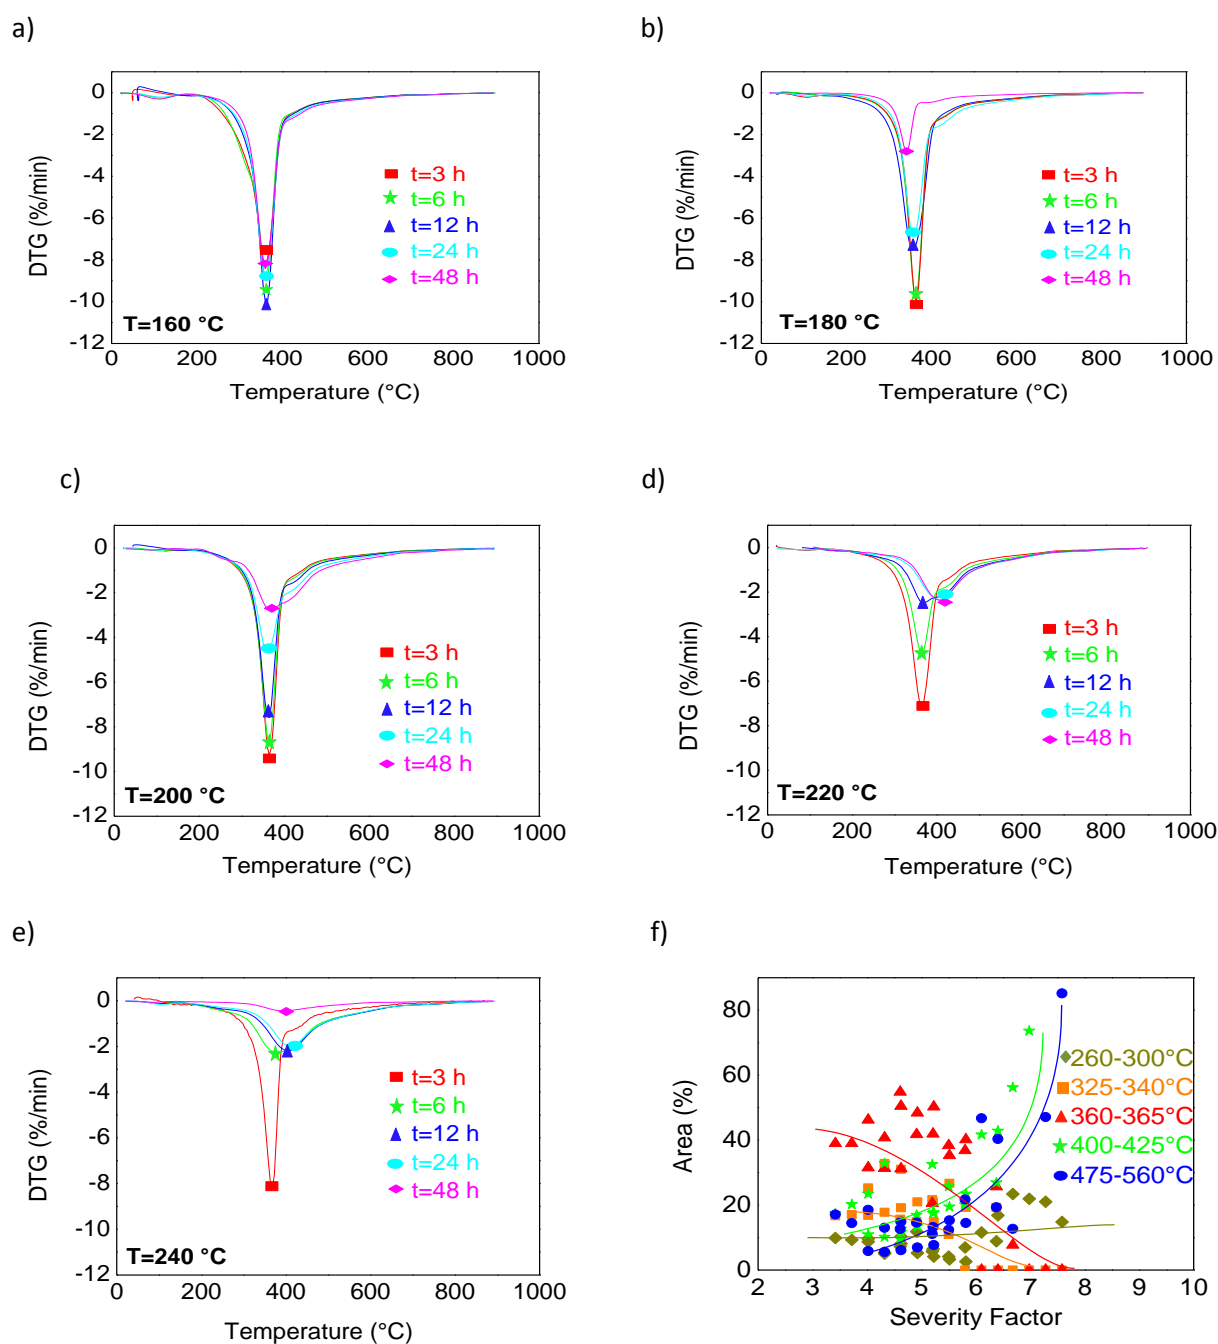 a)
0
-2
-4
-6
-8
-10
-12
DTG (%/min)
t=3 h
t=6 h
t=12 h
t=24 h
t=48 h
T=160 °C
0 200 400 600 800 1000
Temperature (°C)
b)
0
-2
-4
-6
-8
-10
-12
DTG (%/min)
t=3 h
t=6 h
t=12 h
t=24 h
t=48 h
T=180 °C
0 200 400 600 800 1000
Temperature (°C)
c)
0
-2
-4
-6
-8
-10
-12
DTG (%/min)
t=3 h
t=6 h
t=12 h
t=24 h
t=48 h
T=200 °C
0 200 400 600 800 1000
Temperature (°C)
d)
0
-2
-4
-6
-8
-10
-12
DTG (%/min)
t=3 h
t=6 h
t=12 h
t=24 h
t=48 h
T=220 °C
0 200 400 600 800 1000
Temperature (°C)
e)
0
-2
-4
-6
-8
-10
-12
DTG (%/min)
t=3 h
t=6 h
t=12 h
t=24 h
t=48 h
T=240 °C
0 200 400 600 800 1000
Temperature (°C)
f)
80
60
40
20
0
Area (%)
260-300°C
325-340°C
360-365°C
400-425°C
475-560°C
2 3 4 5 6 7 8 9 10
Severity Factor